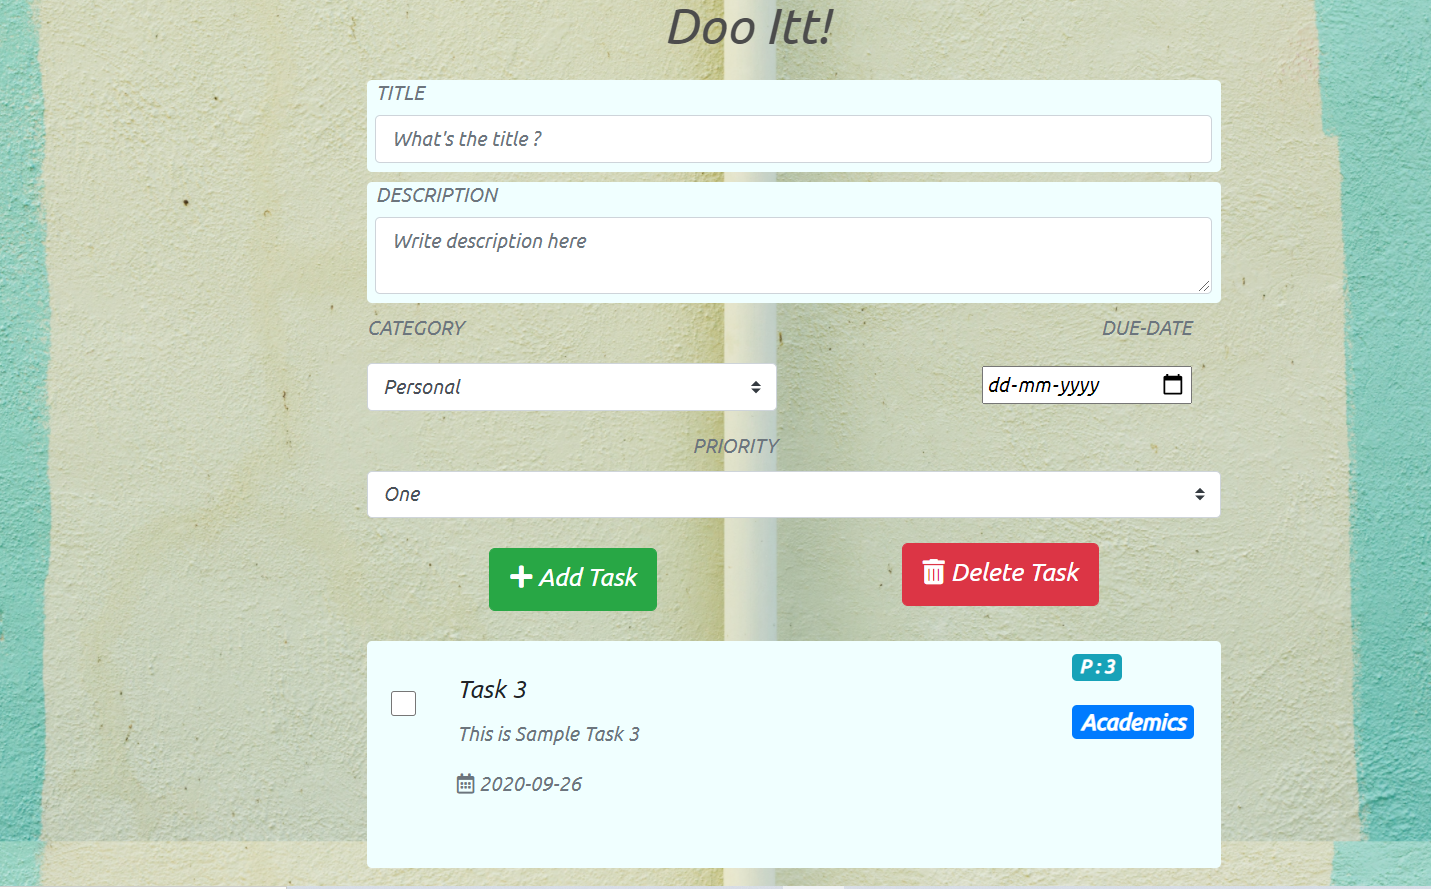 Doo Itt!
TITLE
What's the title ?
DESCRIPTION
Write description here
CATEGORY
DUE-DATE
Personal
dd-mm-yyyy
PRIORITY
One
Add Task
Delete Task
Task 3
P : 3
This is Sample Task 3
Academics
2020-09-26